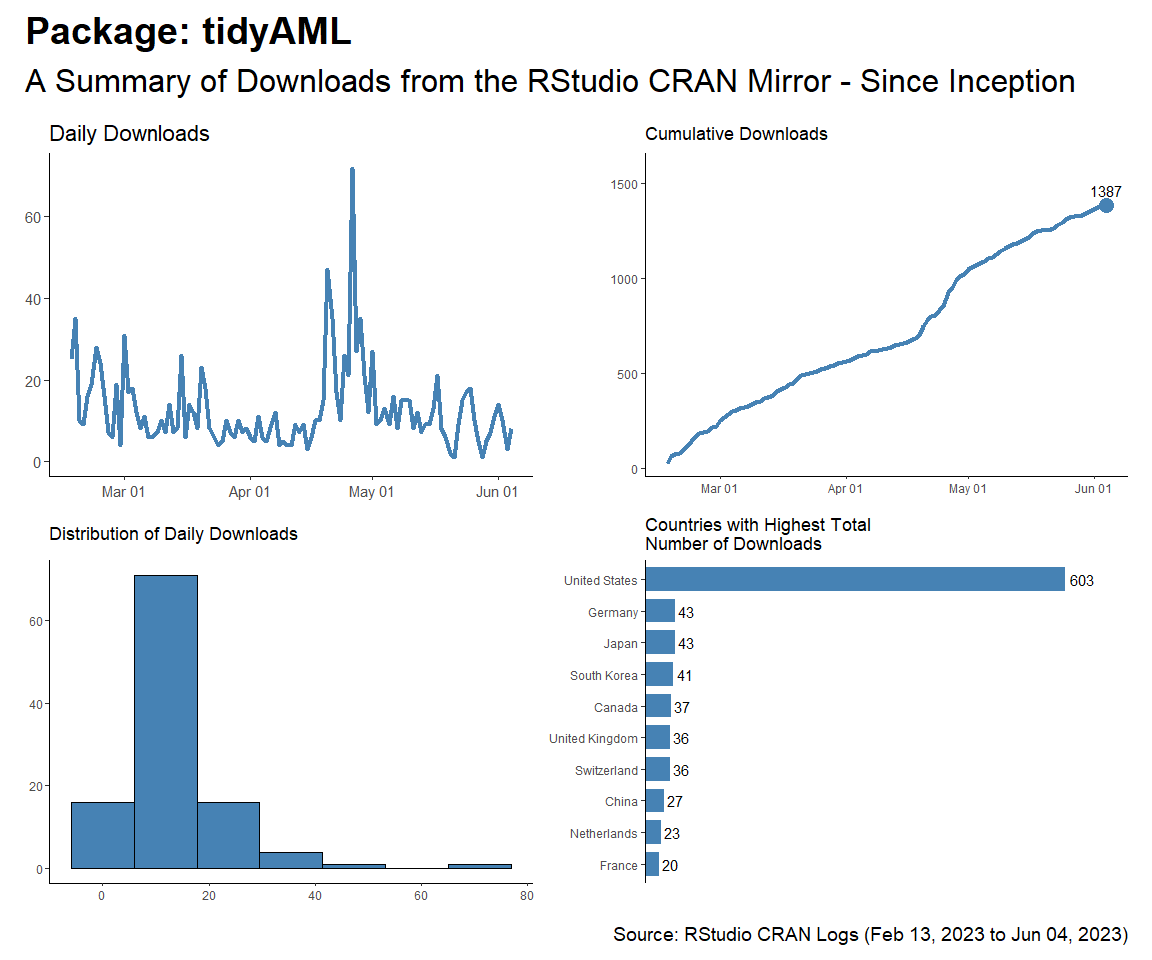 Package: tidyAML
A Summary of Downloads from the RStudio CRAN Mirror - Since Inception
Daily Downloads
60
40
20
0
Mar 01 Apr 01 May 01 Jun 01
Cumulative Downloads
1500
1000
500
0
1387
Mar 01 Apr 01 May 01 Jun 01
Distribution of Daily Downloads
60
40
20
0
0 20 40 60 80
Countries with Highest Total
Number of Downloads
United States 603
Germany 43
Japan 43
South Korea 41
Canada 37
United Kingdom 36
Switzerland 36
China 27
Netherlands 23
France 20
Source: RStudio CRAN Logs (Feb 13, 2023 to Jun 04, 2023)